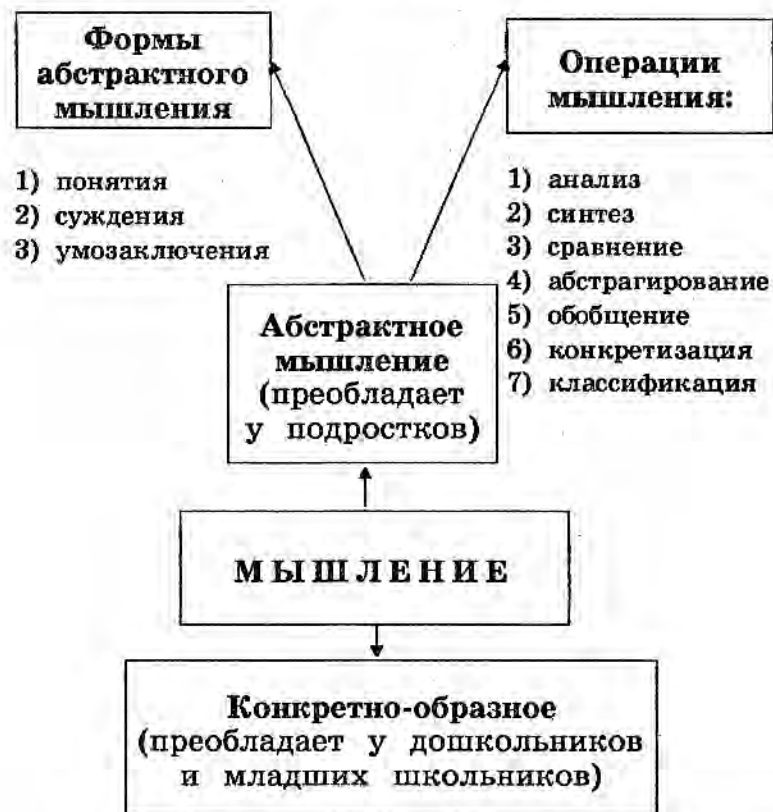 Формы
абстрактного
мышления
1) понятия
2) суждения
3) умозаключения
Операции
мышления:
1) анализ
2) синтез
3) сравнение
4) абстрагирование
5) обобщение
6) конкретизация
7) классификация
Абстрактное
мышление
(преобладает
у подростков)
МЫШЛЕНИЕ
Конкретно-образное
(преобладает у дошкольников
и младших школьников)